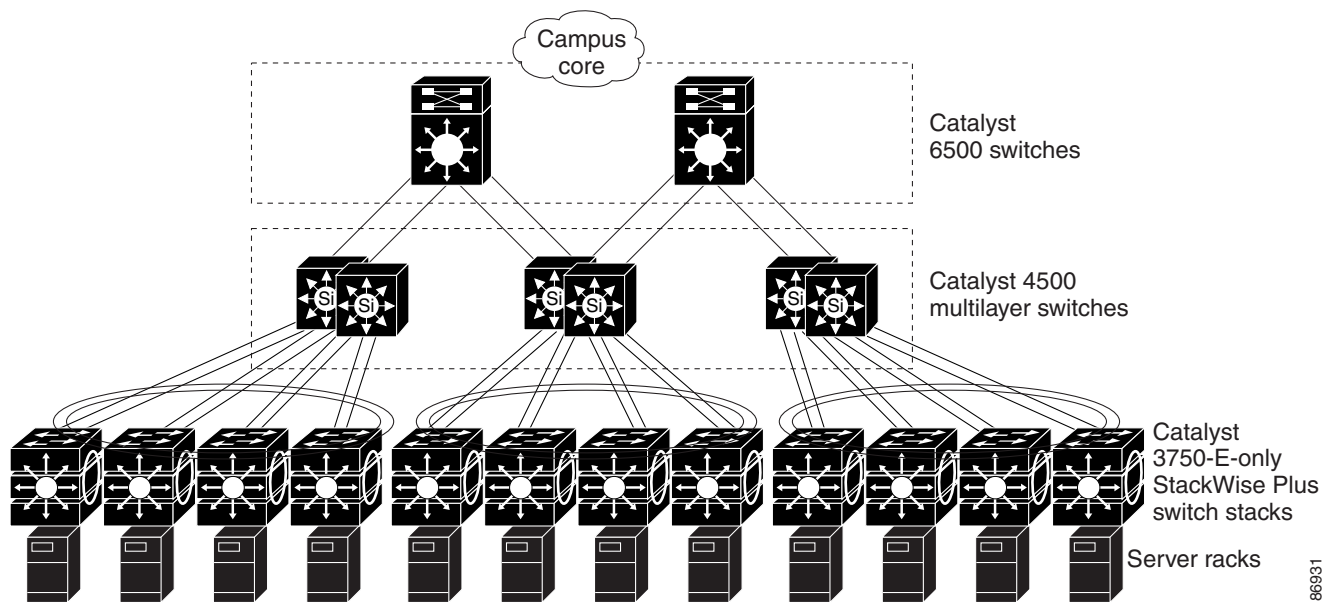 Campus
core
Catalyst
6500 switches
Si
Si
Si
Si
Si
Si
Catalyst 4500
multilayer switches
Catalyst
3750-E-only
StackWise Plus
switch stacks
Server racks
86931